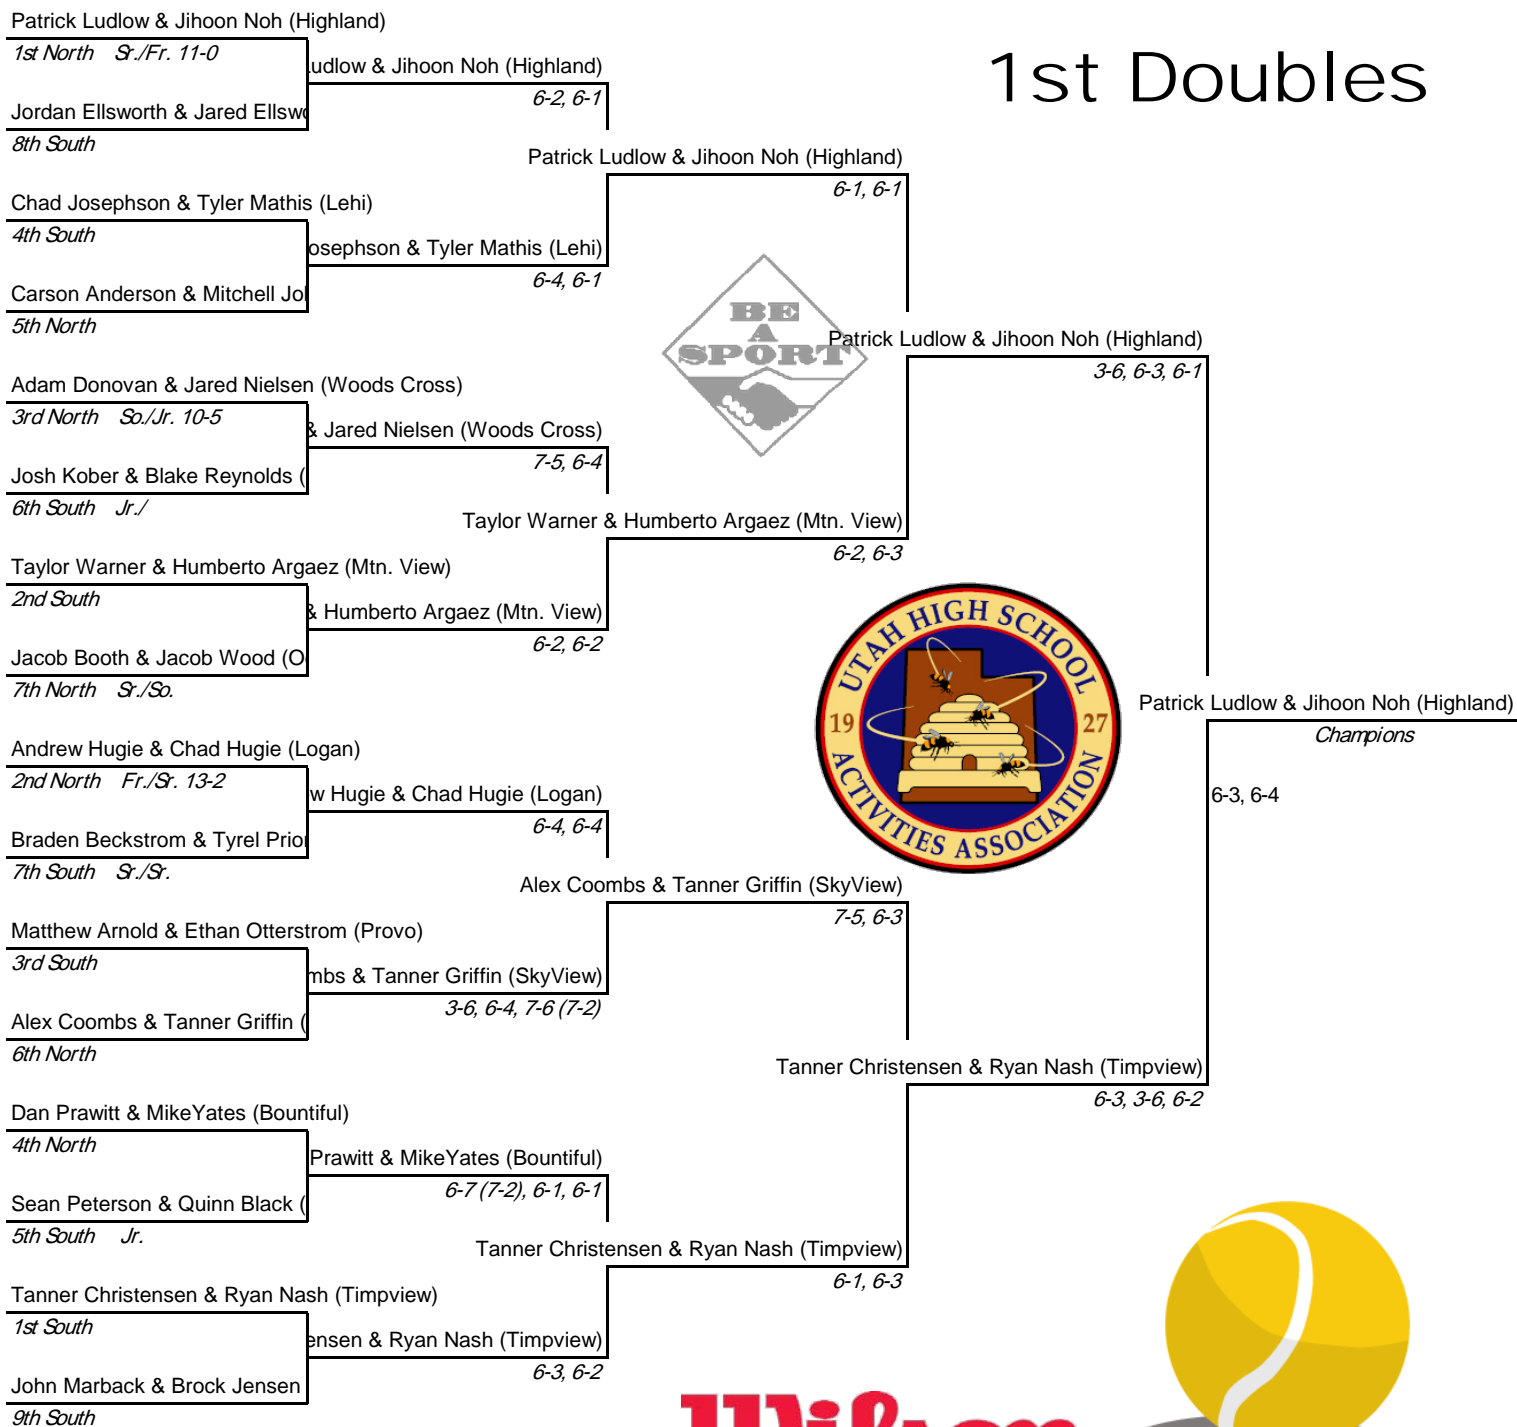 Patrick Ludlow & Jihoon Noh (Highland)
1st North Sr./Fr. 11-0
Ludlow & Jihoon Noh (Highland)
6-2, 6-1
1st Doubles
Jordan Ellsworth & Jared
8th South
Patrick Ludlow & Jihoon Noh (Highland)
6-1, 6-1
Chad Josephson & Tyler Mathis (Lehi)
4th South
osephson & Tyler Mathis (Lehi)
6-4, 6-1
Carson Anderson & Mitchell
5th North
BE
A
SPORT
Patrick Ludlow & Jihoon Noh (Highland)
3-6, 6-3, 6-1
Adam Donovan & Jared Nielsen (Woods Cross)
3rd North So./Jr. 10-5
& Jared Nielsen (Woods Cross)
7-5, 6-4
Josh Kober & Blake Reynolds (
6th South Jr./
Taylor Warner & Humberto Argaez (Mtn. View)
6-2, 6-3
Taylor Warner & Humberto Argaez (Mtn. View)
2nd South
& Humberto Argaez (Mtn. View)
6-2, 6-2
Jacob Booth & Jacob Wood (O
7th North Sr./So.
UTAH HIGH SCHOOL
19 27
ACTIVITIES ASSOCIATION
Patrick Ludlow & Jihoon Noh (Highland)
Champions
6-3, 6-4
Andrew Hugie & Chad Hugie (Logan)
2nd North Fr./Sr. 13-2
w Hugie & Chad Hugie (Logan)
6-4, 6-4
Braden Beckstrom & Tyrel Prior
7th South Sr./Sr.
Alex Coombs & Tanner Griffin (SkyView)
7-5, 6-3
Matthew Arnold & Ethan Otterstrom (Provo)
3rd South
mbs & Tanner Griffin (SkyView)
3-6, 6-4, 7-6 (7-2)
Alex Coombs & Tanner Griffin (
6th North
Tanner Christensen & Ryan Nash (Timpview)
6-3, 3-6, 6-2
Dan Prawitt & MikeYates (Bountiful)
4th North
Prawitt & MikeYates (Bountiful)
6-7 (7-2), 6-1, 6-1
Sean Peterson & Quinn Black (
5th South Jr.
Tanner Christensen & Ryan Nash (Timpview)
6-1, 6-3
Tanner Christensen & Ryan Nash (Timpview)
1st South
ensen & Ryan Nash (Timpview)
6-3, 6-2
John Marback & Brock Jensen
9th South
Wilson